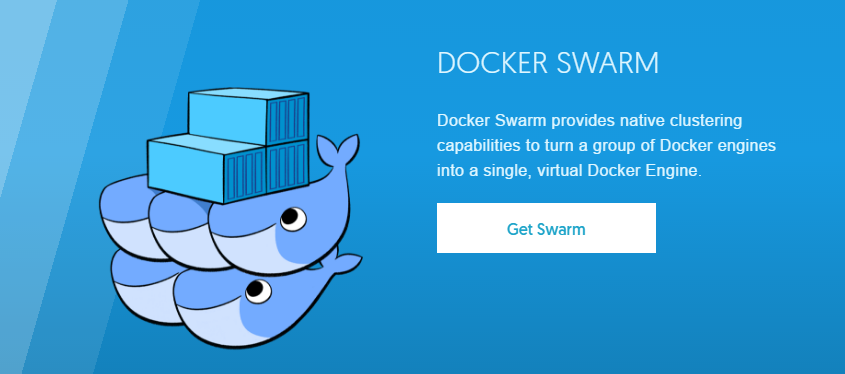 DOCKER SWARM
Docker Swarm provides native clustering
capabilities to turn a group of Docker engines
into a single, virtual Docker Engine.
Get Swarm